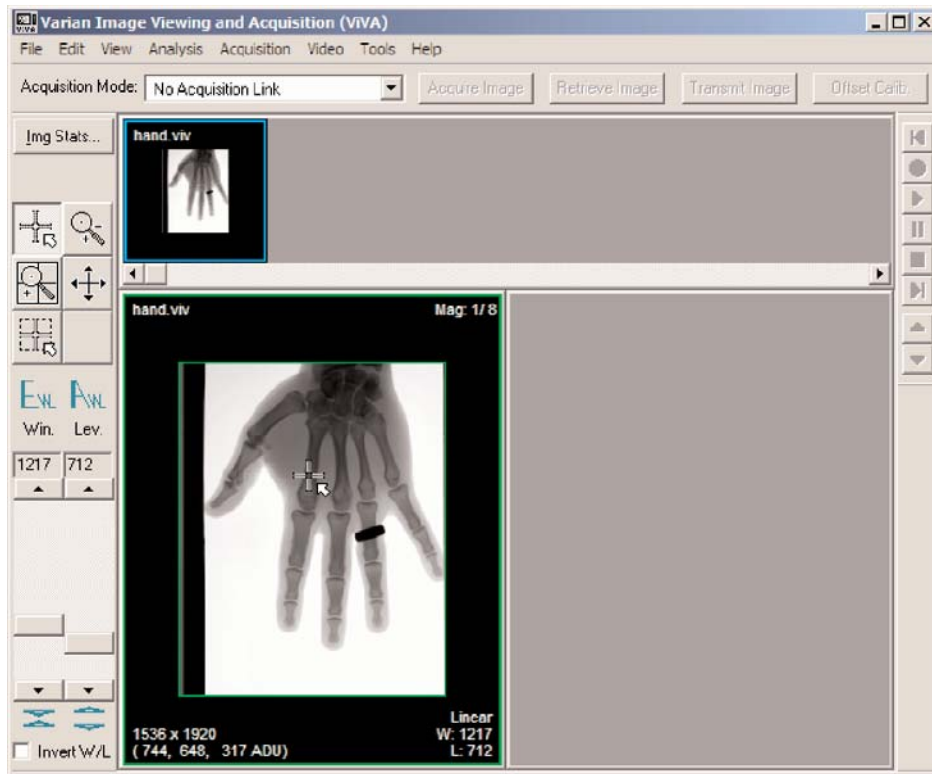 Varian Image Viewing and Acquisition (ViVA)
File Edit View Analysis Acquisition Video Tools Help
Acquisition Mode: No Acquisition Link Acquire Image Retrieve Image Transmit Image Offset Calib.
Img Stats...
hand.viv
hand.viv Mag: 1/8
Win. Lev.
1217 712
1536 x 1920
(744, 648, 317 ADU)
Linear
W: 1217
L: 712
Invert W/L